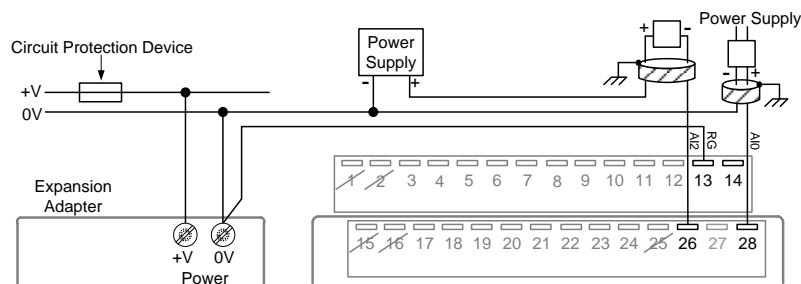 Power Supply
Circuit Protection Device
Power
Supply
+ -
- +
- +
+V
0V
AI2
RG
AI0
1 2 3 4 5 6 7 8 9 10 11 12 13 14
Expansion
Adapter
15 16 17 18 19 20 21 22 23 24 25 26 27 28
+V 0V
Power